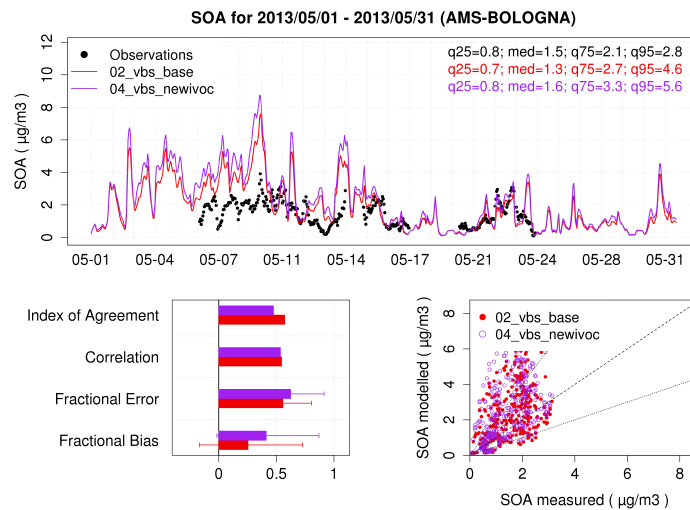 SOA for 2013/05/01 - 2013/05/31 (AMS-BOLOGNA)
SOA ( µg/m3 )
12
10
8
6
4
2
0
Observations
02_vbs_base
04_vbs_newivoc
q25=0.8; med=1.5; q75=2.1; q95=2.8
q25=0.7; med=1.3; q75=2.7; q95=4.6
q25=0.8; med=1.6; q75=3.3; q95=5.6
05-01 05-04 05-07 05-11 05-14 05-17 05-21 05-24 05-28 05-31
Index of Agreement
Correlation
Fractional Error
Fractional Bias
0 0.5 1
SOA modelled ( µg/m3 )
8
6
4
2
0
02_vbs_base
04_vbs_newivoc
0 2 4 6 8
SOA measured ( µg/m3 )